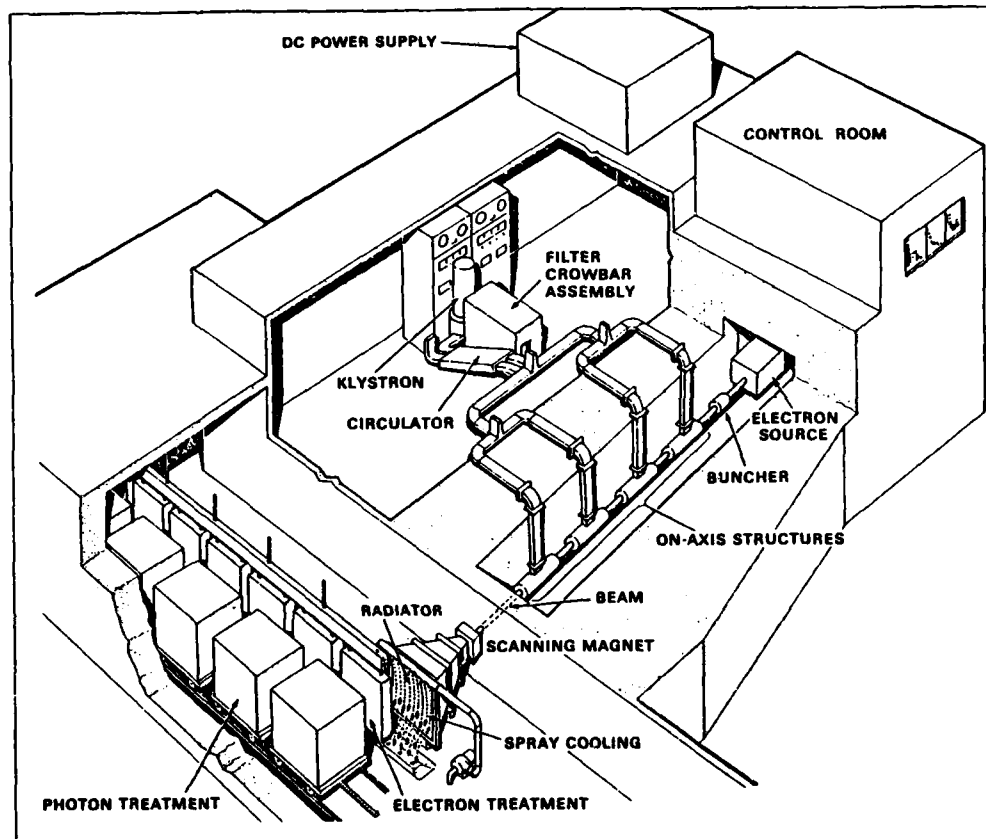 DC POWER SUPPLY
CONTROL ROOM
FILTER
CROWBAR
ASSEMBLY
KLYSTRON
CIRCULATOR
ELECTRON
SOURCE
BUNCHER
ON-AXIS STRUCTURES
BEAM
RADIATOR
SCANNING MAGNET
SPRAY COOLING
PHOTON TREATMENT
ELECTRON TREATMENT